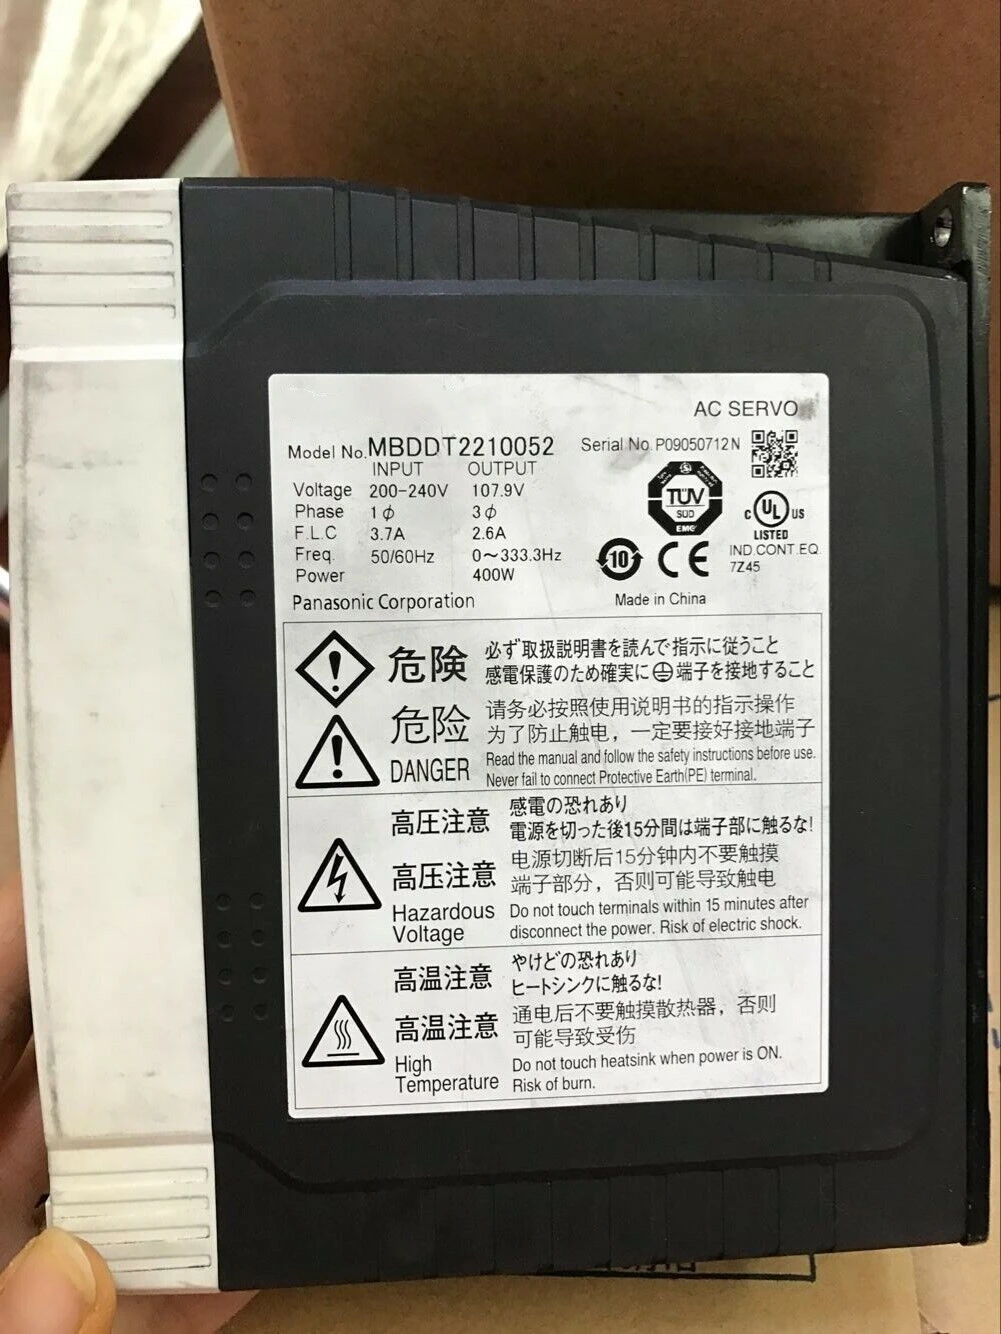 AC SERVO
Model No. MBDDT2210052 Serial No. P09050712N
INPUT OUTPUT
Voltage 200-240V 107.9V
Phase 1φ 3φ
F.L.C 3.7A 2.6A
Freq. 50/60Hz 0～333.3Hz
Power 400W
Panasonic Corporation
TÜV
SÜD
EMC
10
CE
C UL US
LISTED
IND.CONT.EQ.
7Z45
Made in China
危険 必ず取扱説明書を読んで指示に従うこと
感電保護のため確実に⏚端子を接地すること
危险 请务必按照使用说明书的指示操作
为了防止触电，一定要接好接地端子
DANGER Read the manual and follow the safety instructions before use.
Never fail to connect Protective Earth(PE) terminal.
高圧注意 感電の恐れあり
電源を切った後15分間は端子部に触るな!
高压注意 电源切断后15分钟内不要触摸
端子部分，否则可能导致触电
Hazardous Voltage Do not touch terminals within 15 minutes after
disconnect the power. Risk of electric shock.
高温注意 やけどの恐れあり
ヒートシンクに触るな!
高温注意 通电后不要触摸散热器，否则
可能导致受伤
High Temperature Do not touch heatsink when power is ON.
Risk of burn.